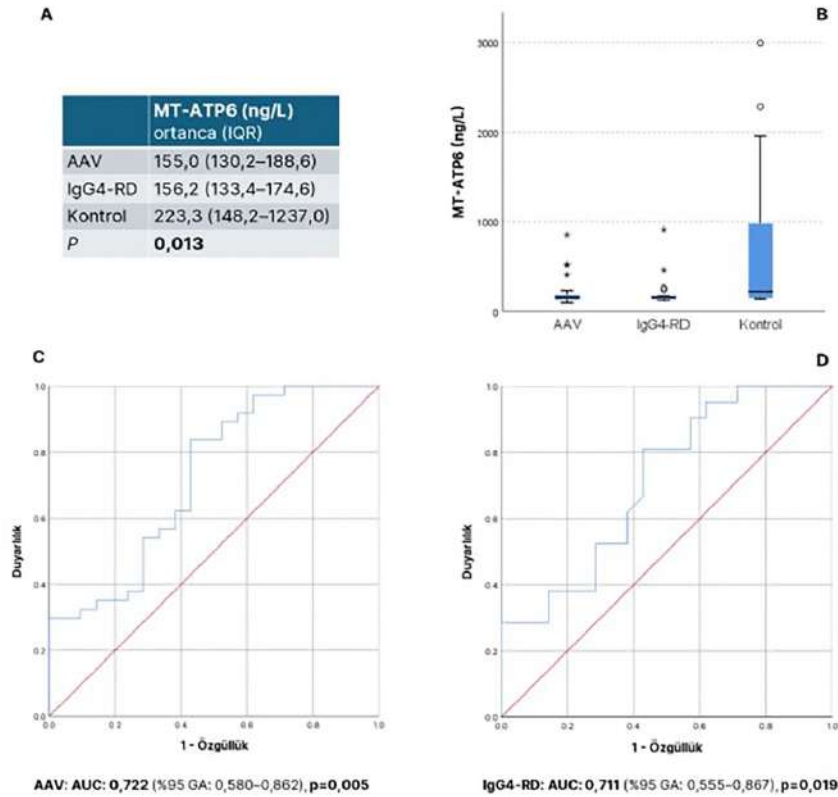 A
MT-ATP6 (ng/L)
ortanca (IQR)
AAV 155,0 (130,2–188,6)
IgG4-RD 156,2 (133,4–174,6)
Kontrol 223,3 (148,2–1237,0)
P 0,013
B
MT-ATP6 (ng/L)
3000
2000
1000
0
AAV IgG4-RD Kontrol
C
Duyarlılık
1.0
0.8
0.6
0.4
0.2
0.0
0.0 0.2 0.4 0.6 0.8 1.0
1 - Özgüllük
AAV: AUC: 0,722 (%95 GA: 0,580–0,862), p=0,005
D
Duyarlılık
1.0
0.8
0.6
0.4
0.2
0.0
0.0 0.2 0.4 0.6 0.8 1.0
1 - Özgüllük
IgG4-RD: AUC: 0,711 (%95 GA: 0,555–0,867), p=0,019